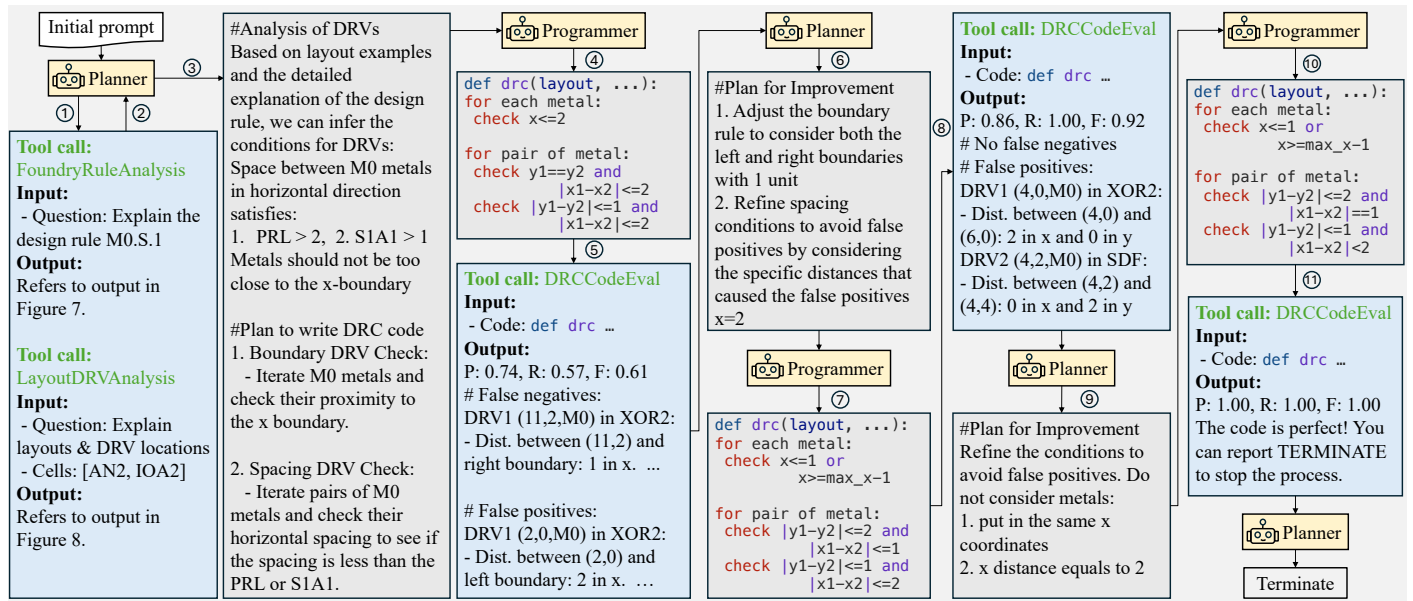 Initial prompt
Planner
①
②
③
Tool call:
FoundryRuleAnalysis
Input:
- Question: Explain the
design rule M0.S.1
Output:
Refers to output in
Figure 7.
Tool call:
LayoutDRVAnalysis
Input:
- Question: Explain
layouts & DRV locations
- Cells: [AN2, IOA2]
Output:
Refers to output in
Figure 8.
#Analysis of DRVs
Based on layout examples
and the detailed
explanation of the design
rule, we can infer the
conditions for DRVs:
Space between M0 metals
in horizontal direction
satisfies:
1. PRL > 2, 2. S1A1 > 1
Metals should not be too
close to the x-boundary
#Plan to write DRC code
1. Boundary DRV Check:
- Iterate M0 metals and
check their proximity to
the x boundary.
2. Spacing DRV Check:
- Iterate pairs of M0
metals and check their
horizontal spacing to see if
the spacing is less than the
PRL or S1A1.
Programmer
④
def drc(layout, ...):
for each metal:
check x<=2
for pair of metal:
check y1==y2 and
|x1-x2|<=2
check |y1-y2|<=1 and
|x1-x2|<=2
⑤
Tool call: DRCCodeEval
Input:
- Code: def drc …
Output:
P: 0.74, R: 0.57, F: 0.61
# False negatives:
DRV1 (11,2,M0) in XOR2:
- Dist. between (11,2) and
right boundary: 1 in x. …
# False positives:
DRV1 (2,0,M0) in XOR2:
- Dist. between (2,0) and
left boundary: 2 in x. …
Planner
⑥
#Plan for Improvement
1. Adjust the boundary
rule to consider both the
left and right boundaries
with 1 unit
2. Refine spacing
conditions to avoid false
positives by considering
the specific distances that
caused the false positives
x=2
Programmer
⑦
def drc(layout, ...):
for each metal:
check x<=1 or
x>=max_x-1
for pair of metal:
check |y1-y2|<=2 and
|x1-x2|<=1
check |y1-y2|<=1 and
|x1-x2|<=2
⑧
Tool call: DRCCodeEval
Input:
- Code: def drc …
Output:
P: 0.86, R: 1.00, F: 0.92
# No false negatives
# False positives:
DRV1 (4,0,M0) in XOR2:
- Dist. between (4,0) and
(6,0): 2 in x and 0 in y
DRV2 (4,2,M0) in SDF:
- Dist. between (4,2) and
(4,4): 0 in x and 2 in y
Planner
⑨
#Plan for Improvement
Refine the conditions to
avoid false positives. Do
not consider metals:
1. put in the same x
coordinates
2. x distance equals to 2
Programmer
⑩
def drc(layout, ...):
for each metal:
check x<=1 or
x>=max_x-1
for pair of metal:
check |y1-y2|<=2 and
|x1-x2|==1
check |y1-y2|<=1 and
|x1-x2|<2
⑪
Tool call: DRCCodeEval
Input:
- Code: def drc …
Output:
P: 1.00, R: 1.00, F: 1.00
The code is perfect! You
can report TERMINATE
to stop the process.
Planner
Terminate